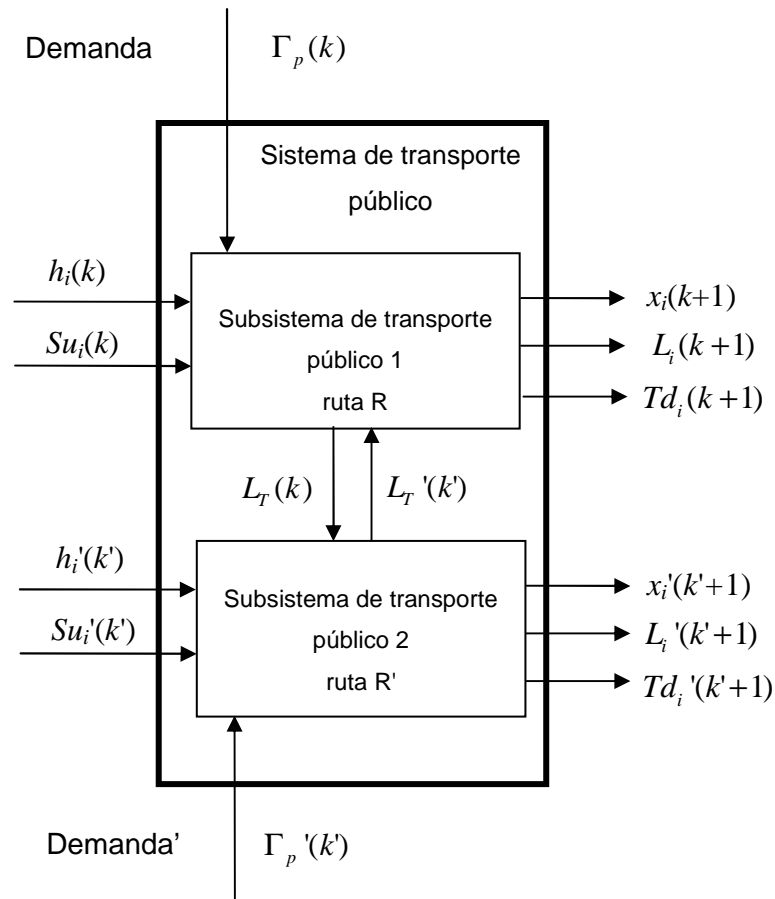 Demanda
Γp(k)
Sistema de transporte
público
hi(k)
Sui(k)
Subsistema de transporte
público 1
ruta R
xi(k+1)
Li(k+1)
Tdi(k+1)
LT(k)
LT'(k')
hi'(k')
Sui'(k')
Subsistema de transporte
público 2
ruta R'
xi'(k'+1)
Li'(k'+1)
Tdi'(k'+1)
Demanda’
Γp'(k')